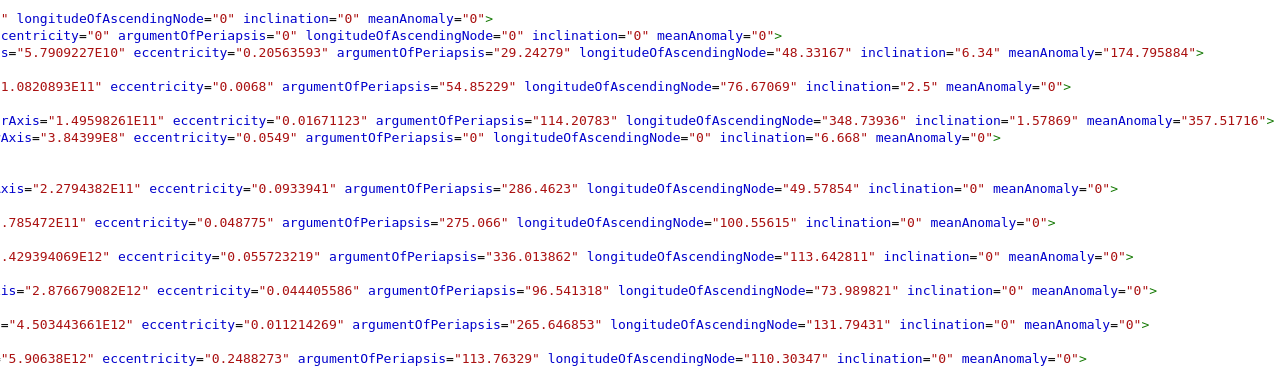 " longitudeOfAscendingNode="0" inclination="0" meanAnomaly="0">
centricity="0" argumentOfPeriapsis="0" longitudeOfAscendingNode="0" inclination="0" meanAnomaly="0">
s="5.7909227E10" eccentricity="0.20563593" argumentOfPeriapsis="29.24279" longitudeOfAscendingNode="48.33167" inclination="6.34" meanAnomaly="174.795884">
1.0820893E11" eccentricity="0.0068" argumentOfPeriapsis="54.85229" longitudeOfAscendingNode="76.67069" inclination="2.5" meanAnomaly="0">
rAxis="1.49598261E11" eccentricity="0.01671123" argumentOfPeriapsis="114.20783" longitudeOfAscendingNode="348.73936" inclination="1.57869" meanAnomaly="357.51716">
Axis="3.84399E8" eccentricity="0.0549" argumentOfPeriapsis="0" longitudeOfAscendingNode="0" inclination="6.668" meanAnomaly="0">
xis="2.2794382E11" eccentricity="0.0933941" argumentOfPeriapsis="286.4623" longitudeOfAscendingNode="49.57854" inclination="0" meanAnomaly="0">
.785472E11" eccentricity="0.048775" argumentOfPeriapsis="275.066" longitudeOfAscendingNode="100.55615" inclination="0" meanAnomaly="0">
.429394069E12" eccentricity="0.055723219" argumentOfPeriapsis="336.013862" longitudeOfAscendingNode="113.642811" inclination="0" meanAnomaly="0">
is="2.876679082E12" eccentricity="0.044405586" argumentOfPeriapsis="96.541318" longitudeOfAscendingNode="73.989821" inclination="0" meanAnomaly="0">
="4.503443661E12" eccentricity="0.011214269" argumentOfPeriapsis="265.646853" longitudeOfAscendingNode="131.79431" inclination="0" meanAnomaly="0">
"5.90638E12" eccentricity="0.2488273" argumentOfPeriapsis="113.76329" longitudeOfAscendingNode="110.30347" inclination="0" meanAnomaly="0">